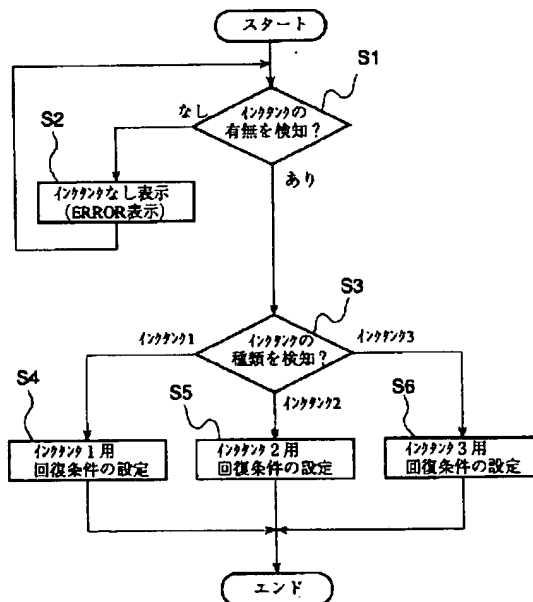 スタート
S1
インクタンクの
有無を検知?
なし
S2
あり
インクタンクなし表示
(ERROR表示)
S3
インクタンクの
種類を検知?
インクタンク1
インクタンク3
インクタンク2
S4
S5
S6
インクタンク1用
回復条件の設定
インクタンク2用
回復条件の設定
インクタンク3用
回復条件の設定
エンド